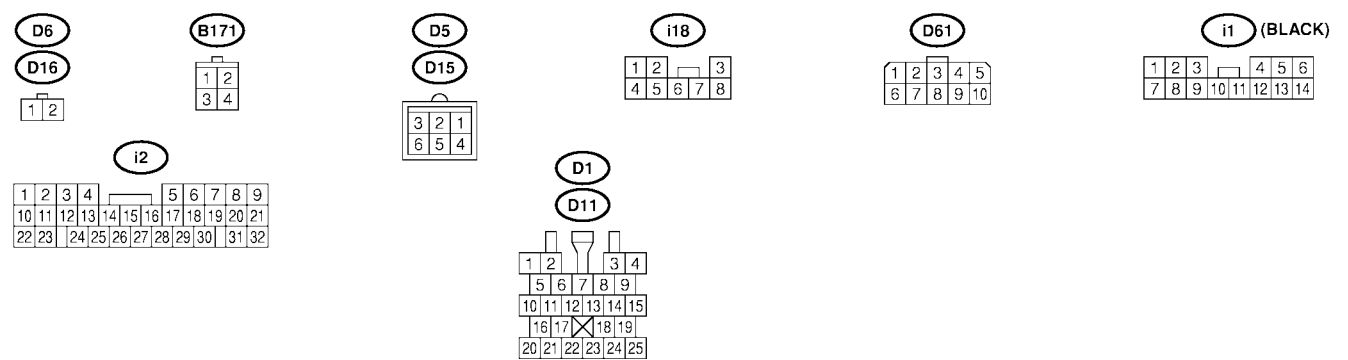 D6
D16
1 2
B171
1 2
3 4
D5
D15
3 2 1
6 5 4
i18
1 2 3
4 5 6 7 8
D61
1 2 3 4 5
6 7 8 9 10
i1 (BLACK)
1 2 3 4 5 6
7 8 9 10 11 12 13 14
i2
1 2 3 4 5 6 7 8 9
10 11 12 13 14 15 16 17 18 19 20 21
22 23 24 25 26 27 28 29 30 31 32
D1
D11
1 2 3 4
5 6 7 8 9
10 11 12 13 14 15
16 17 18 19
20 21 22 23 24 25